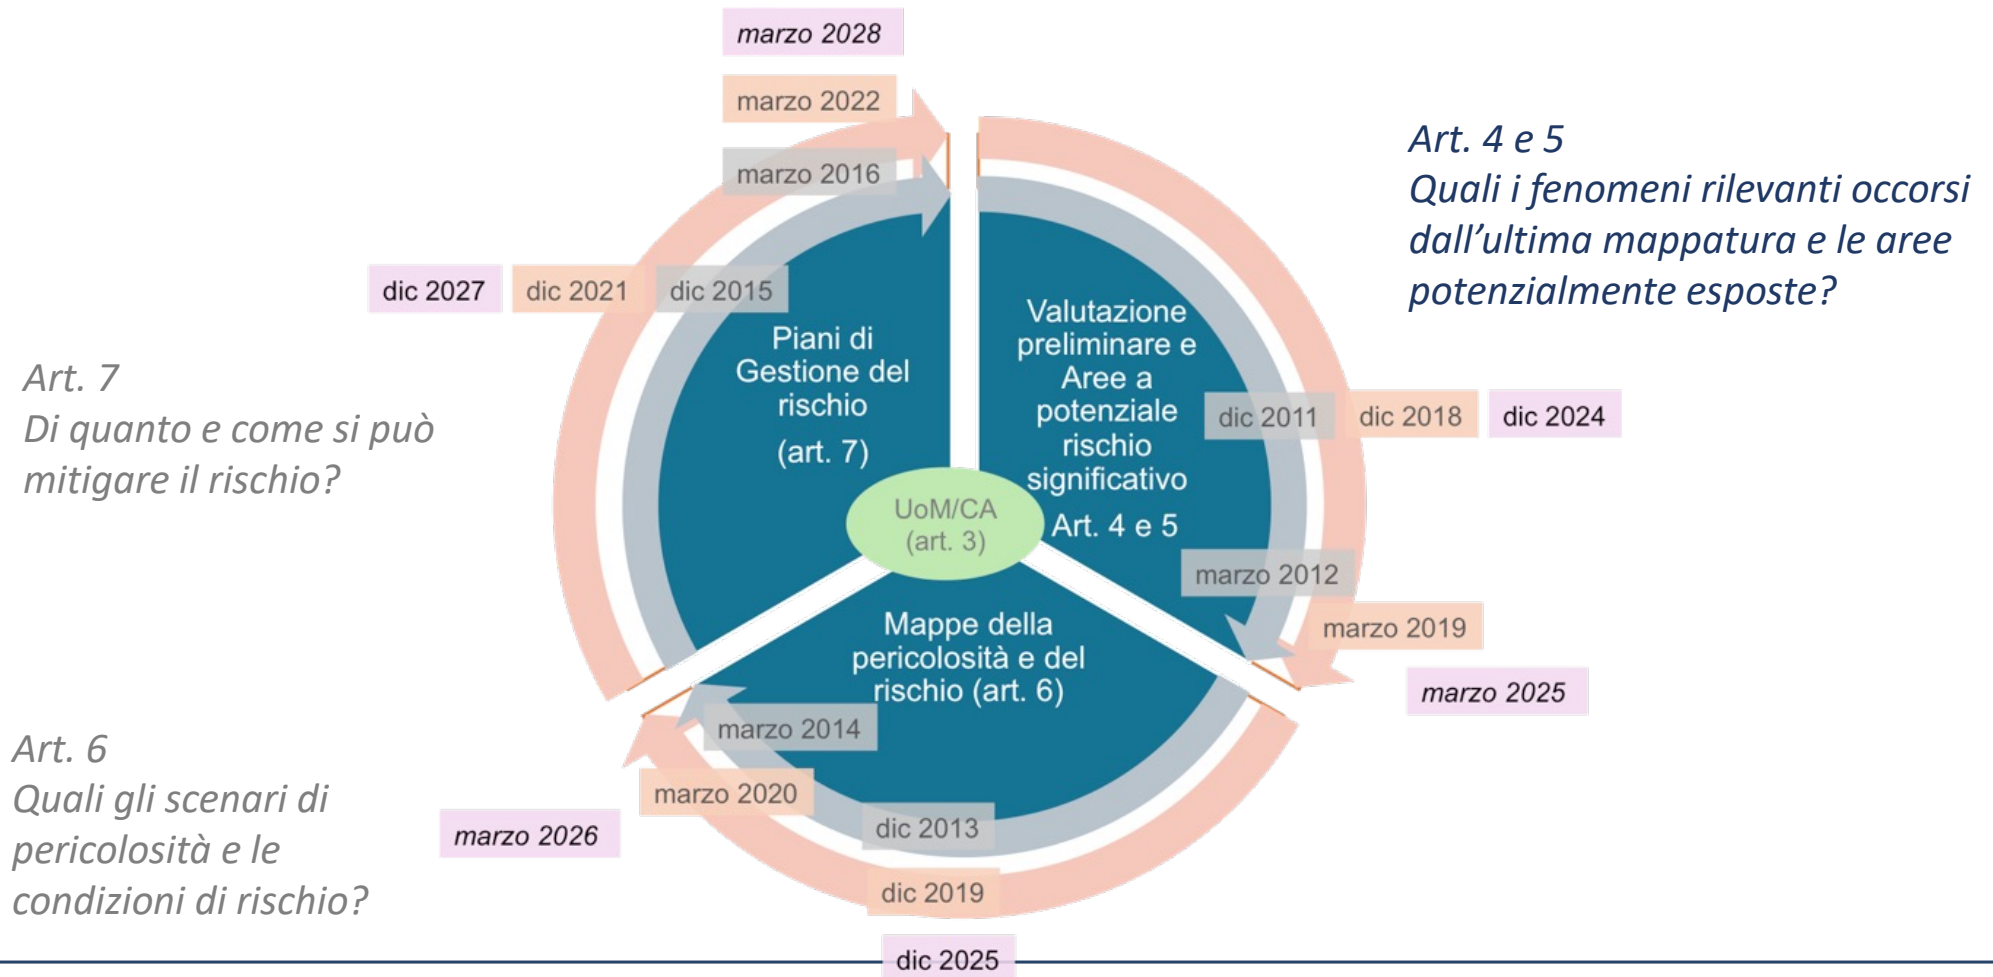 marzo 2028
marzo 2022
marzo 2016
dic 2027
dic 2021
dic 2015
Piani di
Gestione del
rischio
(art. 7)
Valutazione
preliminare e
Aree a
potenziale
rischio
significativo
Art. 4 e 5
dic 2011
dic 2018
dic 2024
marzo 2012
marzo 2019
marzo 2025
UoM/CA
(art. 3)
Mappe della
pericolosità e del
rischio (art. 6)
marzo 2014
marzo 2020
marzo 2026
dic 2013
dic 2019
dic 2025
Art. 4 e 5
Quali i fenomeni rilevanti occorsi
dall’ultima mappatura e le aree
potenzialmente esposte?
Art. 7
Di quanto e come si può
mitigare il rischio?
Art. 6
Quali gli scenari di
pericolosità e le
condizioni di rischio?